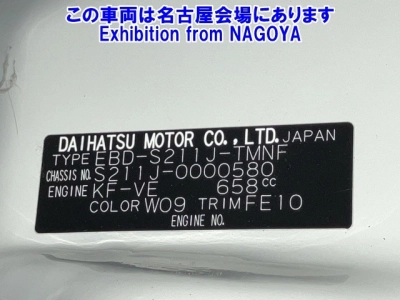 この車両は名古屋会場にあります
Exhibition from NAGOYA
DAIHATSU MOTOR CO.,LTD. JAPAN
TYPE EBD-S211J-TMNF
CHASSIS NO. S211J-0000580
ENGINE KF-VE 658cc
COLOR W09 TRIM FE10
ENGINE NO.